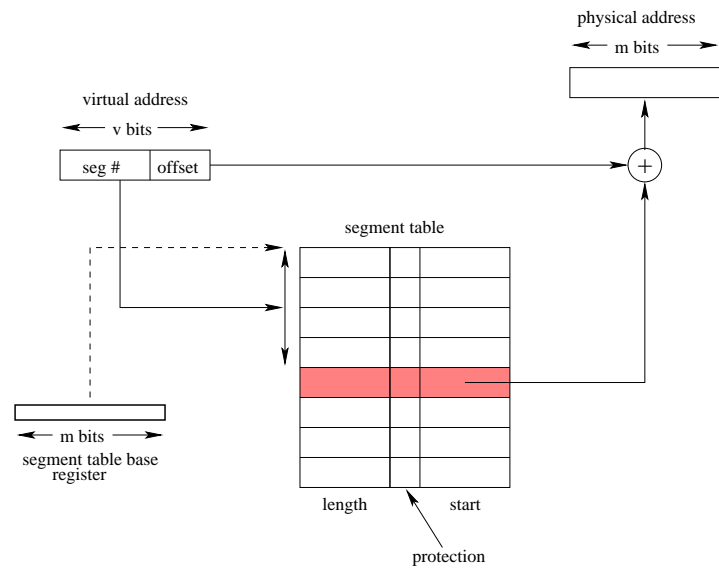 physical address
m bits
virtual address
v bits
seg #
offset
+
segment table
m bits
segment table base
register
length
start
protection